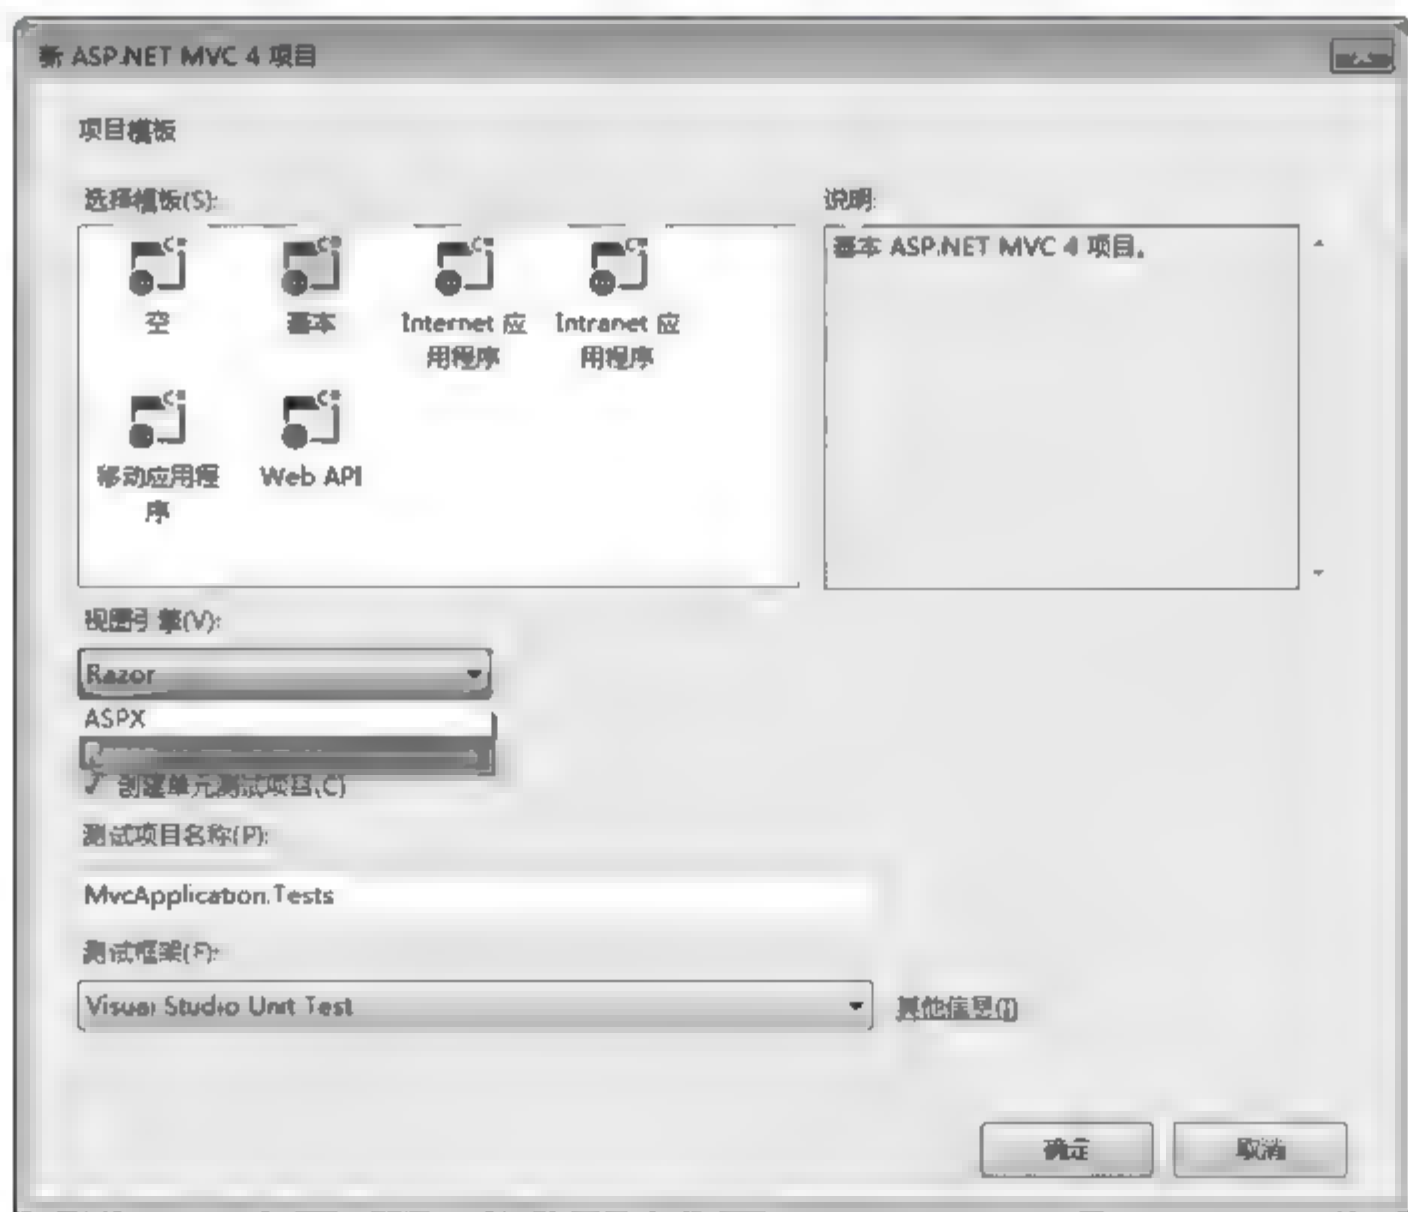 新 ASP.NET MVC 4 项目
项目模板
选择模板(S):
说明:
空
基本
Internet 应
用程序
Intranet 应
用程序
移动应用程
序
Web API
基本 ASP.NET MVC 4 项目。
视图引擎(V):
Razor
ASPX
创建单元测试项目(C)
测试项目名称(P):
MvcApplication.Tests
测试框架(F):
Visual Studio Unit Test
其他信息(I)
确定
取消